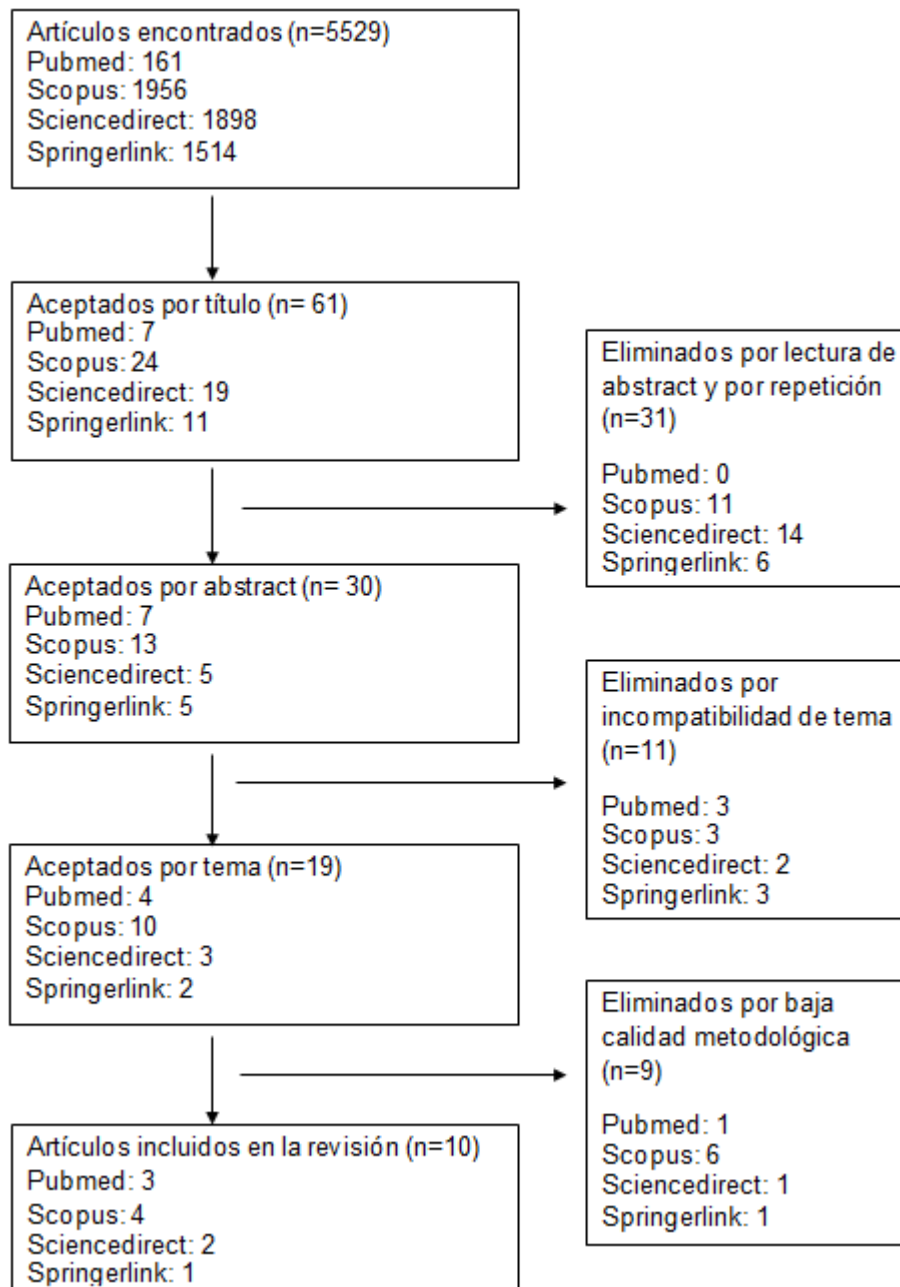 Artículos encontrados (n=5529)
Pubmed: 161
Scopus: 1956
Sciencedirect: 1898
Springerlink: 1514
Aceptados por título (n= 61)
Pubmed: 7
Scopus: 24
Sciencedirect: 19
Springerlink: 11
Eliminados por lectura de
abstract y por repetición
(n=31)
Pubmed: 0
Scopus: 11
Sciencedirect: 14
Springerlink: 6
Aceptados por abstract (n= 30)
Pubmed: 7
Scopus: 13
Sciencedirect: 5
Springerlink: 5
Eliminados por
incompatibilidad de tema
(n=11)
Pubmed: 3
Scopus: 3
Sciencedirect: 2
Springerlink: 3
Aceptados por tema (n=19)
Pubmed: 4
Scopus: 10
Sciencedirect: 3
Springerlink: 2
Eliminados por baja
calidad metodológica
(n=9)
Pubmed: 1
Scopus: 6
Sciencedirect: 1
Springerlink: 1
Artículos incluidos en la revisión (n=10)
Pubmed: 3
Scopus: 4
Sciencedirect: 2
Springerlink: 1